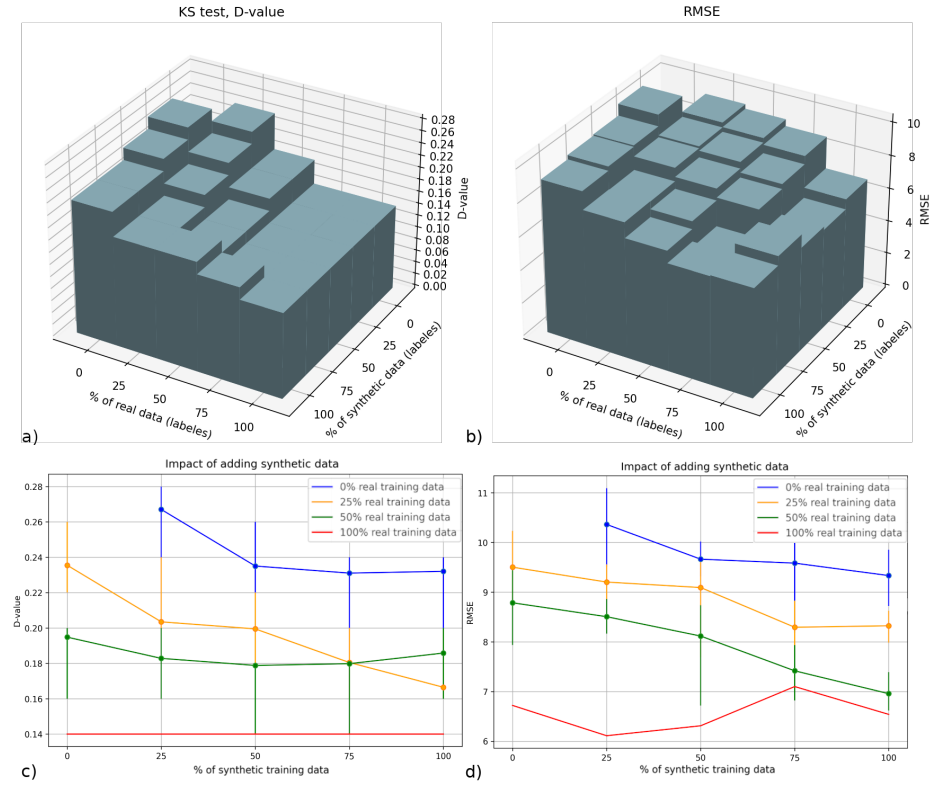 KS test, D-value
RMSE
0.28
0.26
0.24
0.22
0.20
0.18
0.16
0.14
0.12
0.10
0.08
0.06
0.04
0.02
0.00
D-value
0
25
50
75
100
% of real data (labeles)
0
25
50
75
100
% of synthetic data (labeles)
a)
10
8
6
4
2
0
RMSE
0
25
50
75
100
% of real data (labeles)
0
25
50
75
100
% of synthetic data (labeles)
b)
Impact of adding synthetic data
0% real training data
25% real training data
50% real training data
100% real training data
0.28
0.26
0.24
0.22
0.20
0.18
0.16
0.14
D-value
0
25
50
75
100
% of synthetic training data
c)
Impact of adding synthetic data
0% real training data
25% real training data
50% real training data
100% real training data
11
10
9
8
7
6
RMSE
0
25
50
75
100
% of synthetic training data
d)